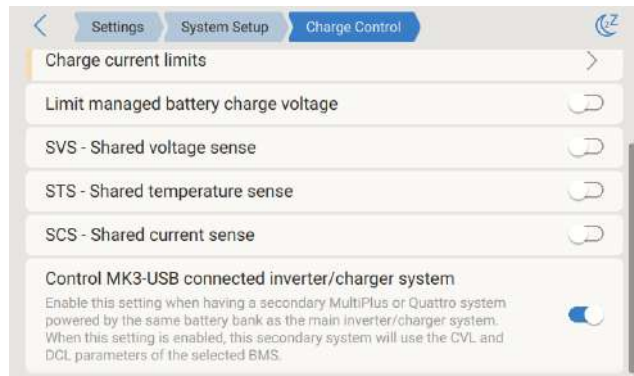 Settings System Setup Charge Control
Charge current limits
Limit managed battery charge voltage
SVS - Shared voltage sense
STS - Shared temperature sense
SCS - Shared current sense
Control MK3-USB connected inverter/charger system
Enable this setting when having a secondary MultiPlus or Quattro system
powered by the same battery bank as the main inverter/charger system.
When this setting is enabled, this secondary system will use the CVL and
DCL parameters of the selected BMS.